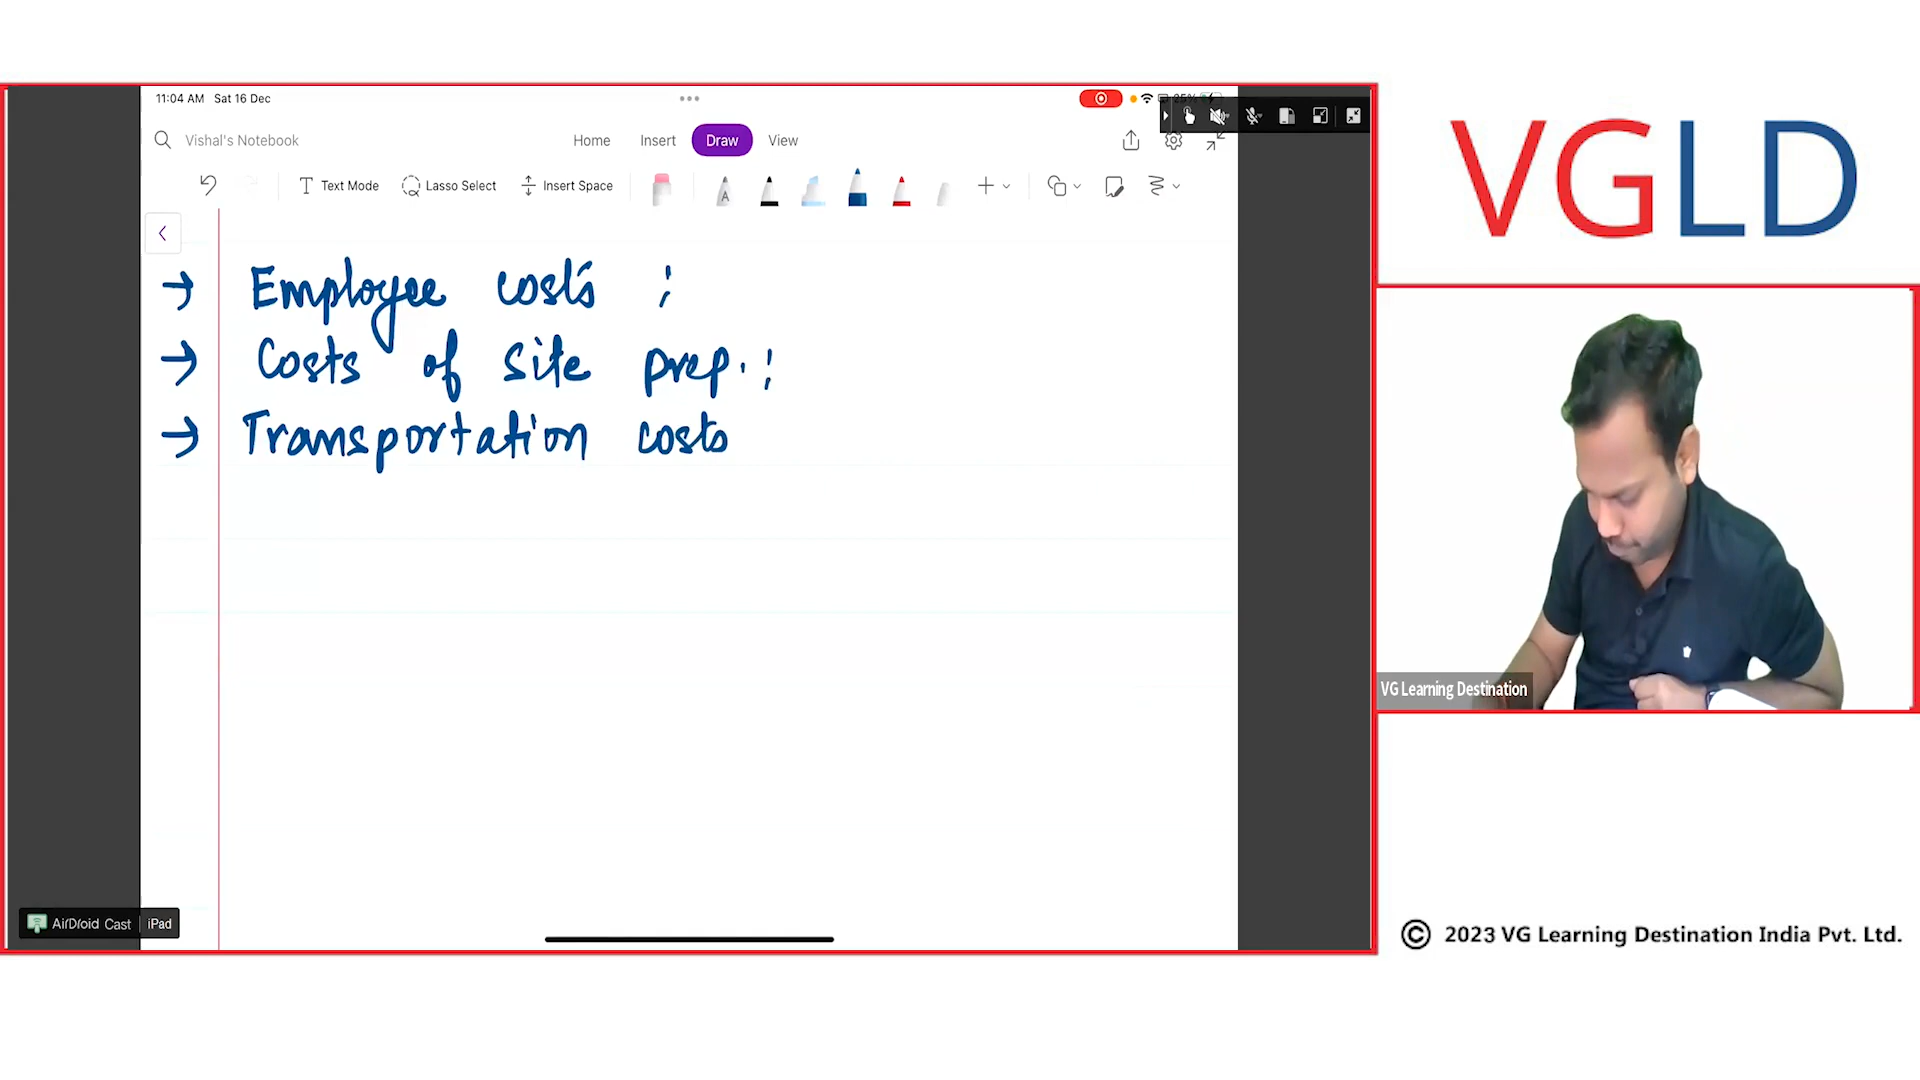 11:04 AM Sat 16 Dec
25%
Vishal's Notebook
Home Insert Draw View
Text Mode Lasso Select Insert Space
A
→ Employee costs ;
→ Costs of site prep. ;
→ Transportation costs
AirDroid Cast iPad
VGLD
VG Learning Destination
© 2023 VG Learning Destination India Pvt. Ltd.